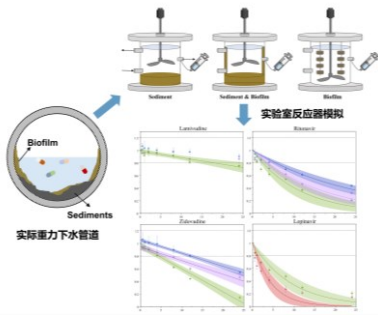 Sediment
Sediment & Biofilm
Biofilm
实验室反应器模拟
Biofilm
Sediments
实际重力下水管道
Lamivudine
Ritonavir
Zidovudine
Lopinavir